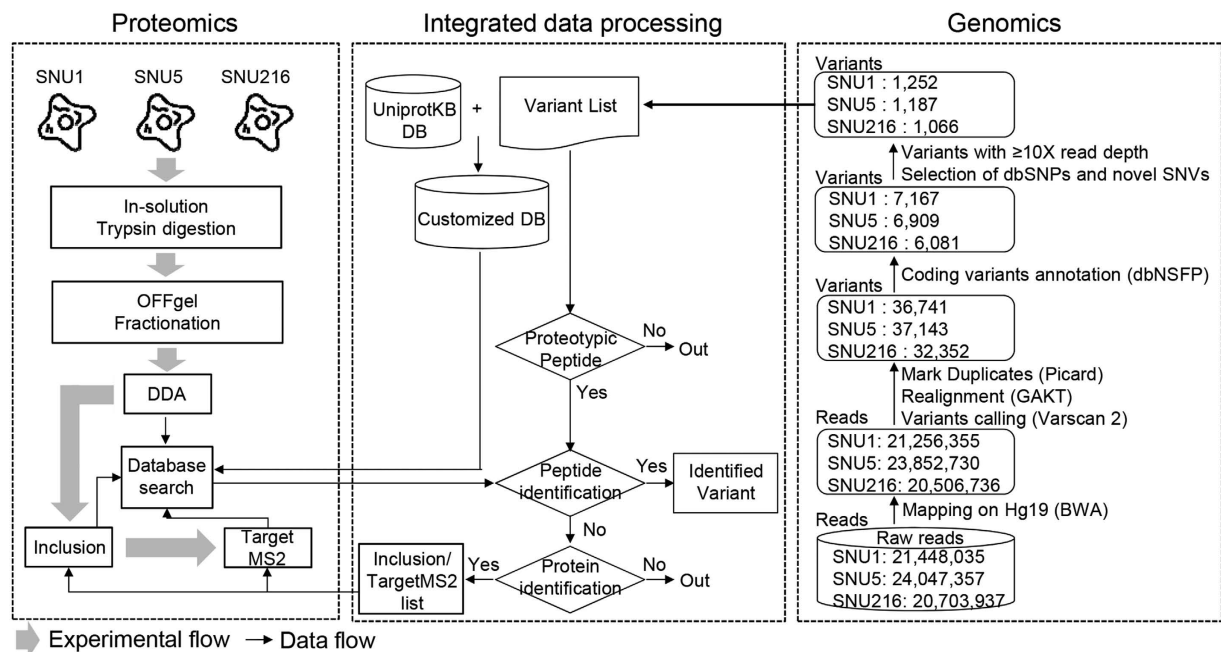 Proteomics
SNU1
SNU5
SNU216
In-solution
Trypsin digestion
OFFgel
Fractionation
DDA
Database
search
Inclusion
Target
MS2
Integrated data processing
UniprotKB
DB
+
Variant List
Customized DB
Proteotypic
Peptide
No
Out
Yes
Peptide
identification
Yes
Identified
Variant
No
Protein
identification
No
Out
Yes
Inclusion/
TargetMS2
list
Genomics
Variants
SNU1 : 1,252
SNU5 : 1,187
SNU216 : 1,066
Variants with ≥10X read depth
Selection of dbSNPs and novel SNVs
Variants
SNU1 : 7,167
SNU5 : 6,909
SNU216 : 6,081
Coding variants annotation (dbNSFP)
Variants
SNU1 : 36,741
SNU5 : 37,143
SNU216 : 32,352
Mark Duplicates (Picard)
Realignment (GAKT)
Variants calling (Varscan 2)
Reads
SNU1: 21,256,355
SNU5: 23,852,730
SNU216: 20,506,736
Mapping on Hg19 (BWA)
Reads
Raw reads
SNU1: 21,448,035
SNU5: 24,047,357
SNU216: 20,703,937
Experimental flow
Data flow